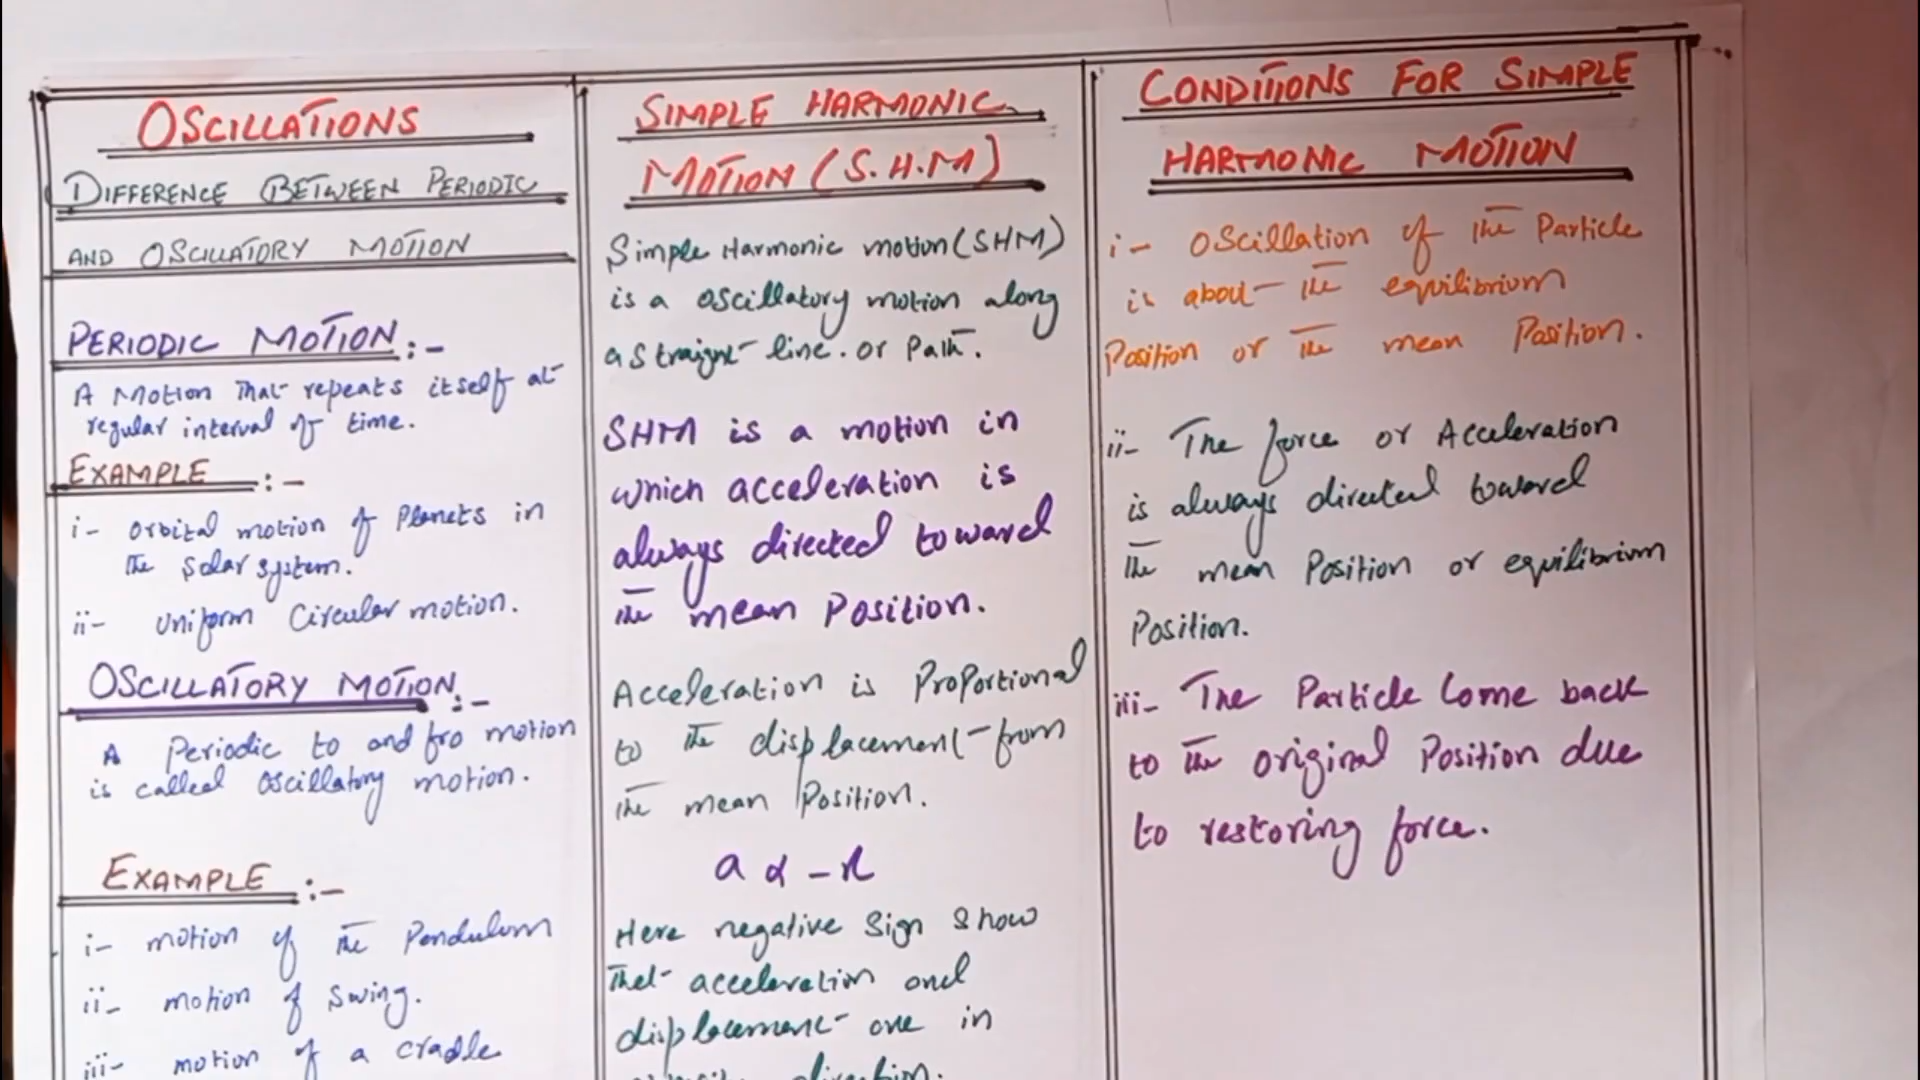 OSCILLATIONS
DIFFERENCE BETWEEN PERIODIC
AND OSCILLATORY MOTION
PERIODIC MOTION :-
A Motion That repeats itself at
regular interval of time.
EXAMPLE :-
i- orbital motion of Planets in
the Solar system.
ii- uniform Circular motion.
OSCILLATORY MOTION :-
A Periodic to and fro motion
is called oscillatory motion.
EXAMPLE :-
i- motion of the Pendulum
ii- motion of swing.
iii- motion of a cradle
SIMPLE HARMONIC
MOTION (S.H.M)
Simple Harmonic motion (SHM)
is a oscillatory motion along
a straight line. or Path.
SHM is a motion in
which acceleration is
always directed toward
the mean Position.
Acceleration is Proportional
to the displacement from
the mean Position.
a α -x
Here negative Sign show
That acceleration and
displacement are in
direction.
CONDITIONS FOR SIMPLE
HARMONIC MOTION
i- Oscillation of the Particle
is about the equilibrium
Position or the mean Position.
ii- The force or Acceleration
is always directed toward
the mean Position or equilibrium
Position.
iii- The Particle Come back
to the original Position due
to restoring force.